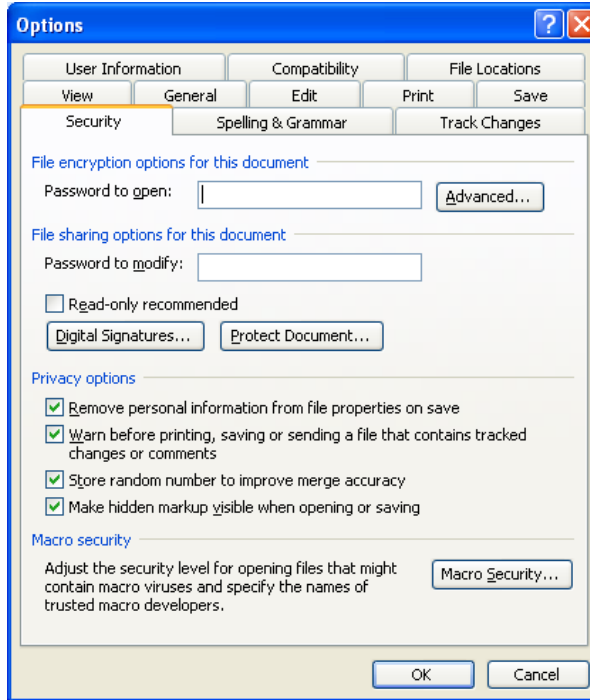 Options
User Information Compatibility File Locations
View General Edit Print Save
Security Spelling & Grammar Track Changes
File encryption options for this document
Password to open: Advanced...
File sharing options for this document
Password to modify:
Read-only recommended
Digital Signatures... Protect Document...
Privacy options
Remove personal information from file properties on save
Warn before printing, saving or sending a file that contains tracked
changes or comments
Store random number to improve merge accuracy
Make hidden markup visible when opening or saving
Macro security
Adjust the security level for opening files that might
contain macro viruses and specify the names of
trusted macro developers.
Macro Security...
OK Cancel